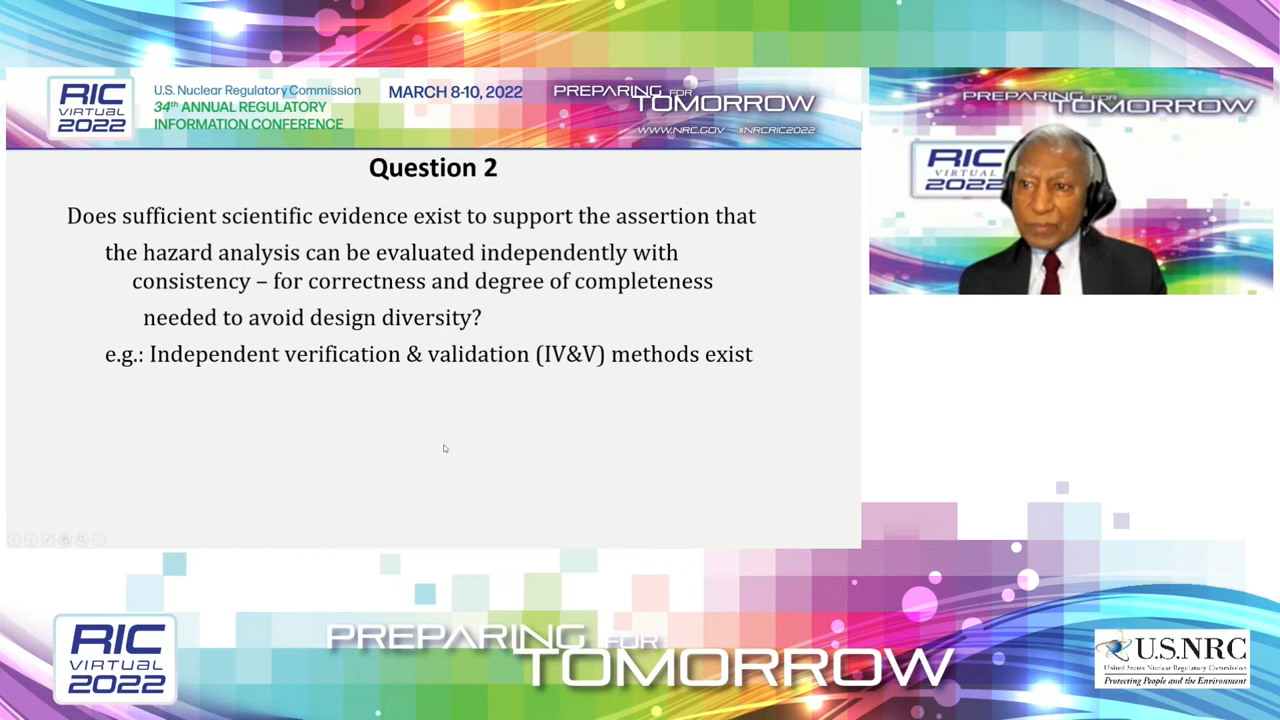 RIC
VIRTUAL
2022
U.S. Nuclear Regulatory Commission
34th ANNUAL REGULATORY
INFORMATION CONFERENCE
MARCH 8-10, 2022
PREPARING FOR
TOMORROW
WWW.NRC.GOV #NRCRIC2022
Question 2
Does sufficient scientific evidence exist to support the assertion that
the hazard analysis can be evaluated independently with
consistency – for correctness and degree of completeness
needed to avoid design diversity?
e.g.: Independent verification & validation (IV&V) methods exist
PREPARING FOR
TOMORROW
RIC
VIRTUAL
2022
RIC
VIRTUAL
2022
PREPARING FOR
TOMORROW
U.S.NRC
United States Nuclear Regulatory Commission
Protecting People and the Environment